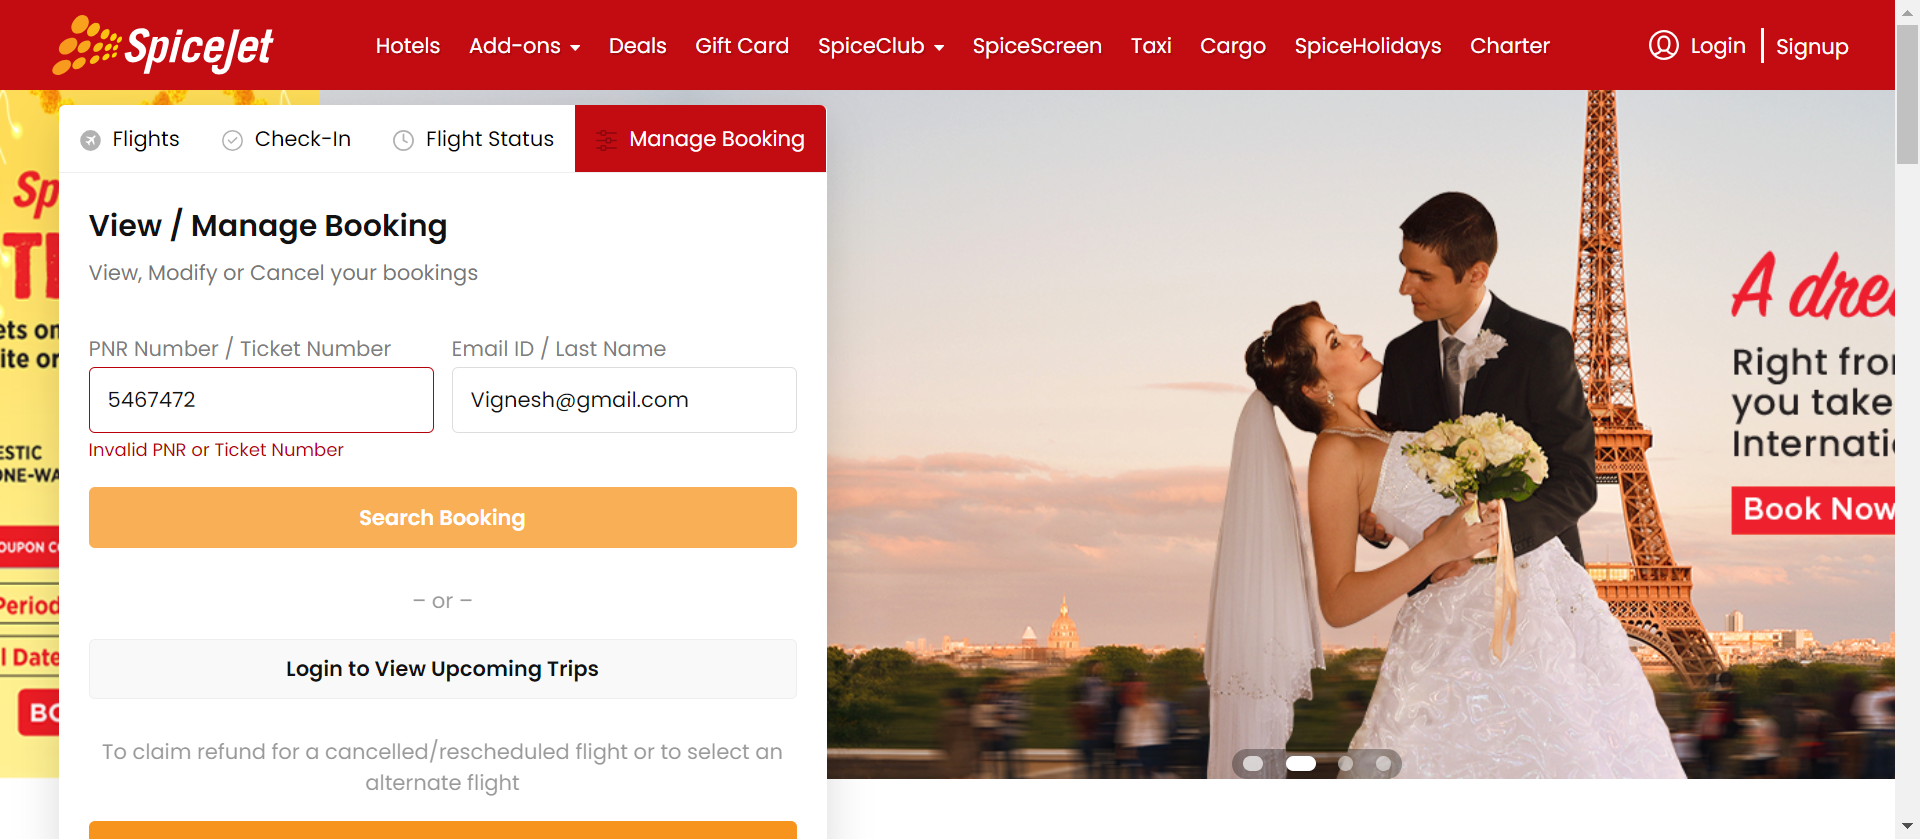 SpiceJet
Hotels
Add-ons
Deals
Gift Card
SpiceClub
SpiceScreen
Taxi
Cargo
SpiceHolidays
Charter
Login
Signup
Flights
Check-In
Flight Status
Manage Booking
View / Manage Booking
View, Modify or Cancel your bookings
PNR Number / Ticket Number
Email ID / Last Name
5467472
Vignesh@gmail.com
Invalid PNR or Ticket Number
Search Booking
– or –
Login to View Upcoming Trips
To claim refund for a cancelled/rescheduled flight or to select an
alternate flight
Sp
ets on
ite or
ESTIC
ONE-WA
OUPON CO
Period
l Date
BO
A drea
Right fro
you take
Internati
Book Now